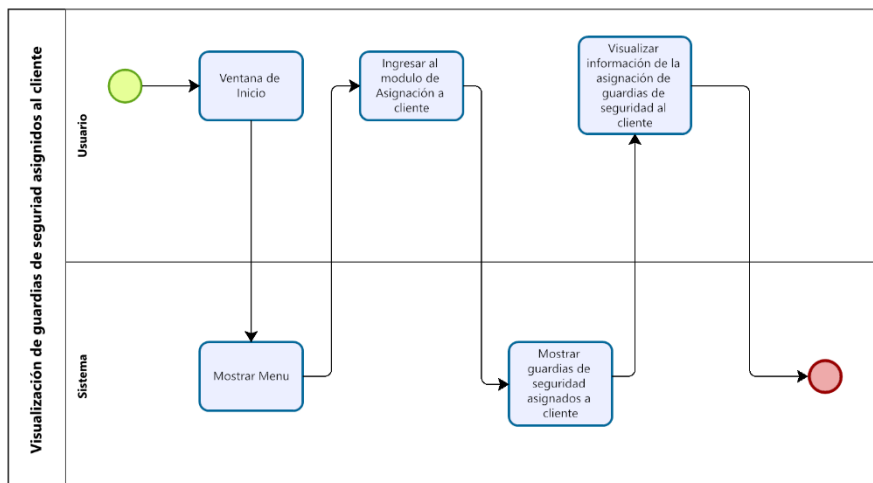 Visualización de guardias de seguriad asignidos al cliente
Usuario
Ventana de
Inicio
Ingresar al
modulo de
Asignación a
cliente
Visualizar
información de la
asignación de
guardias de
seguridad al
cliente
Sistema
Mostrar Menu
Mostrar
guardias de
seguridad
asignados a
cliente